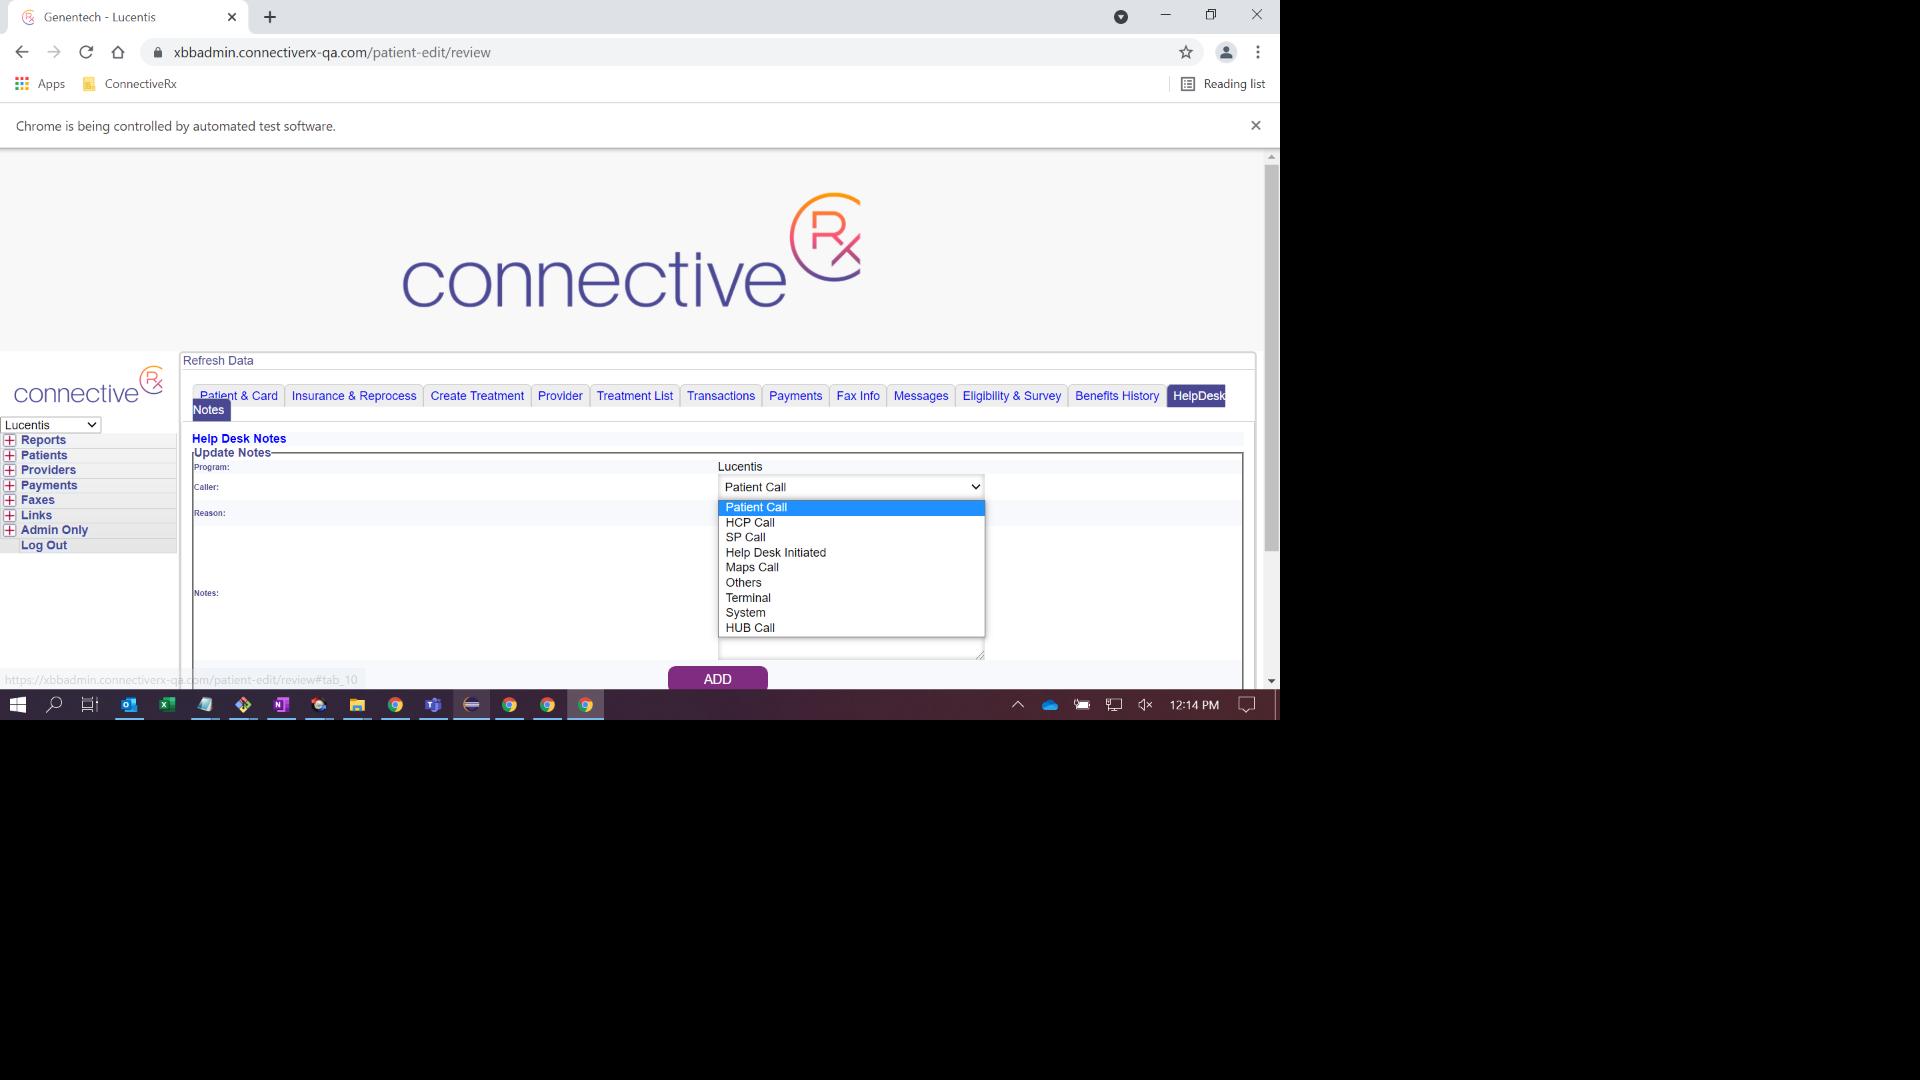 Genentech - Lucentis
xbbadmin.connectiverx-qa.com/patient-edit/review
Apps ConnectiveRx Reading list
Chrome is being controlled by automated test software.
connective Rx
connective Rx
Refresh Data
Patient & Card Insurance & Reprocess Create Treatment Provider Treatment List Transactions Payments Fax Info Messages Eligibility & Survey Benefits History HelpDesk
Notes
Lucentis
Reports
Patients
Providers
Payments
Faxes
Links
Admin Only
Log Out
Help Desk Notes
Update Notes
Program: Lucentis
Caller: Patient Call
Reason:
Patient Call
HCP Call
SP Call
Help Desk Initiated
Maps Call
Others
Terminal
System
HUB Call
Notes:
ADD
https://xbbadmin.connectiverx-qa.com/patient-edit/review#tab_10
12:14 PM